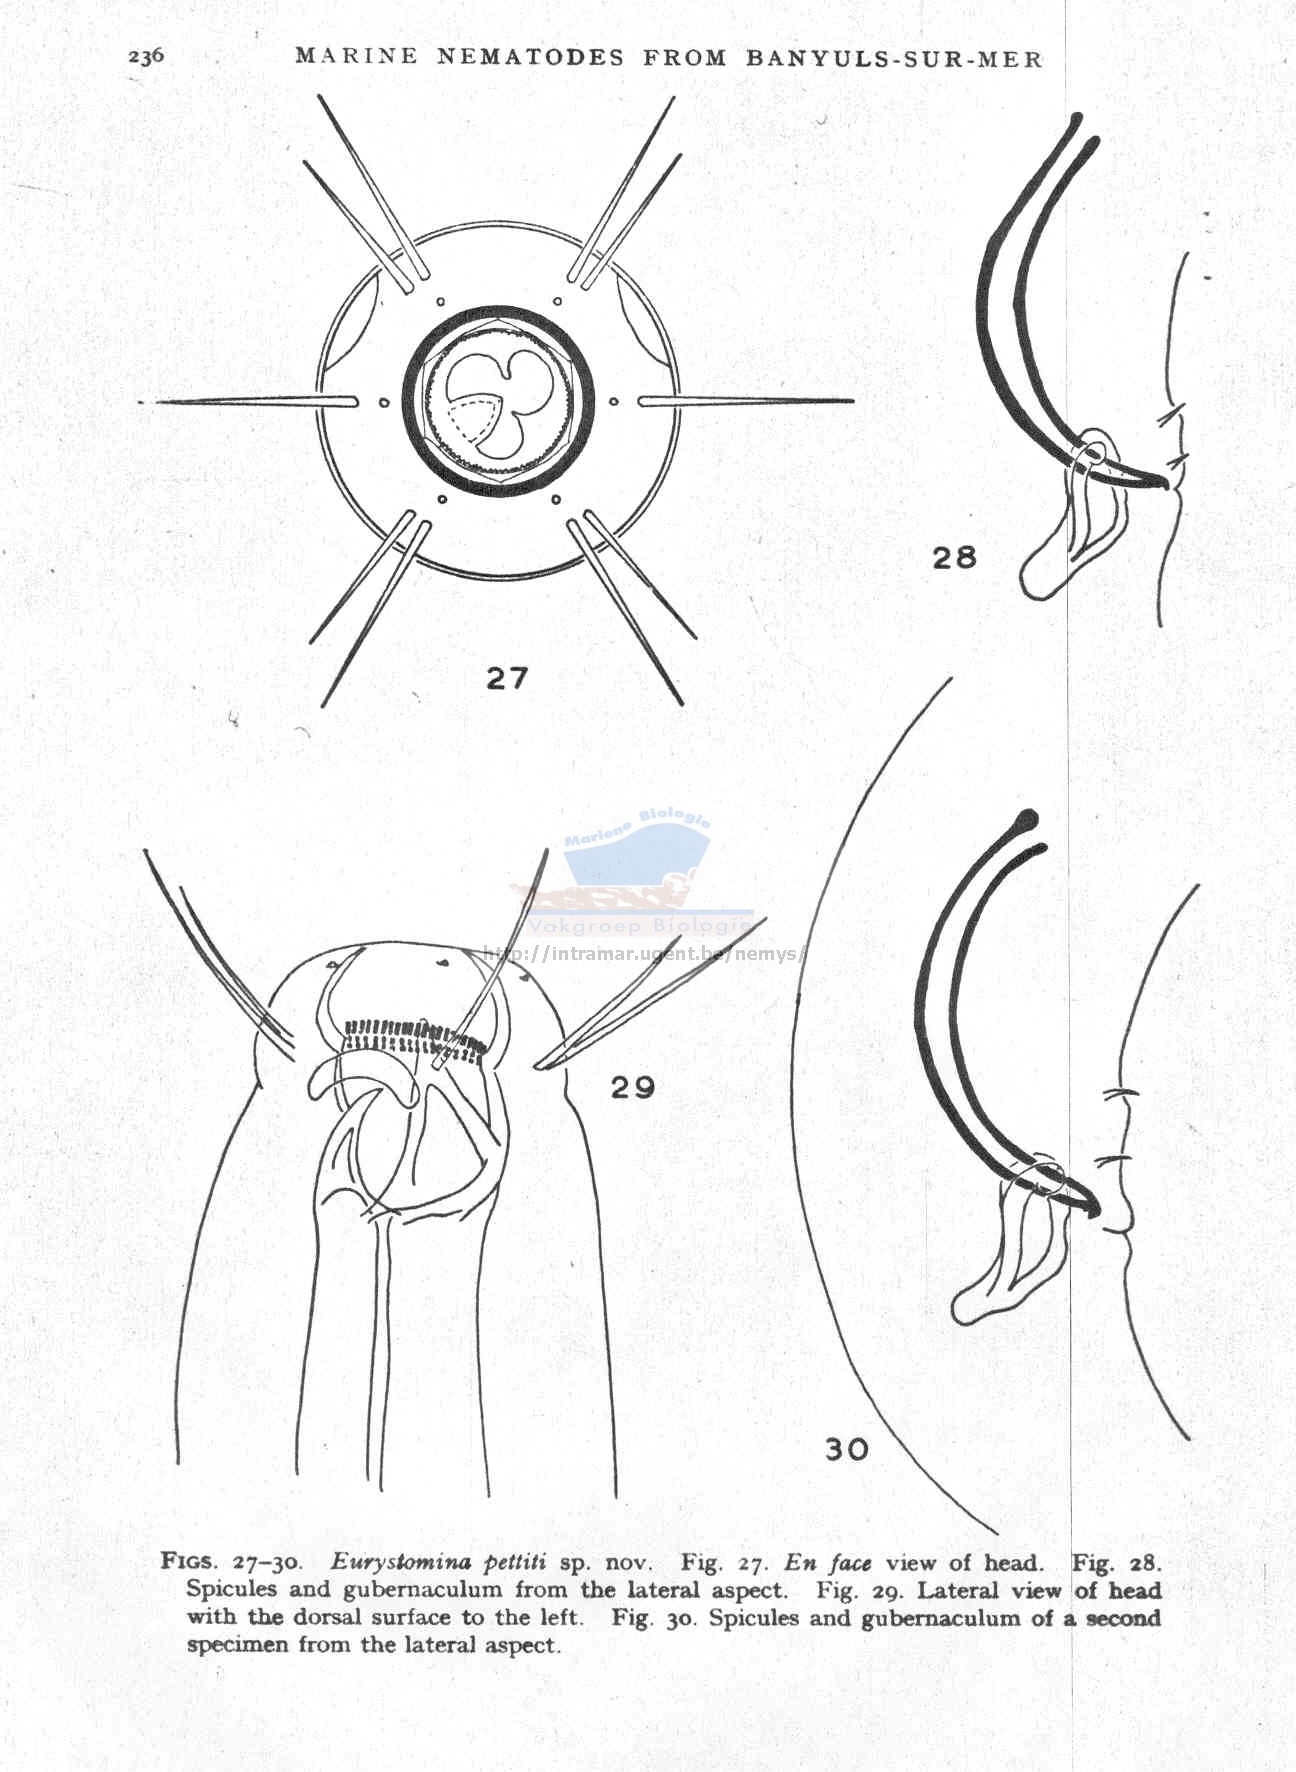 236 MARINE NEMATODES FROM BANYULS-SUR-MER
27
28
Mariene Biologie
Vakgroep Biologie
http://intramar.ugent.be/nemys/
29
30
FIGS. 27–30. Eurystomina pettiti sp. nov. Fig. 27. En face view of head. Fig. 28.
Spicules and gubernaculum from the lateral aspect. Fig. 29. Lateral view of head
with the dorsal surface to the left. Fig. 30. Spicules and gubernaculum of a second
specimen from the lateral aspect.